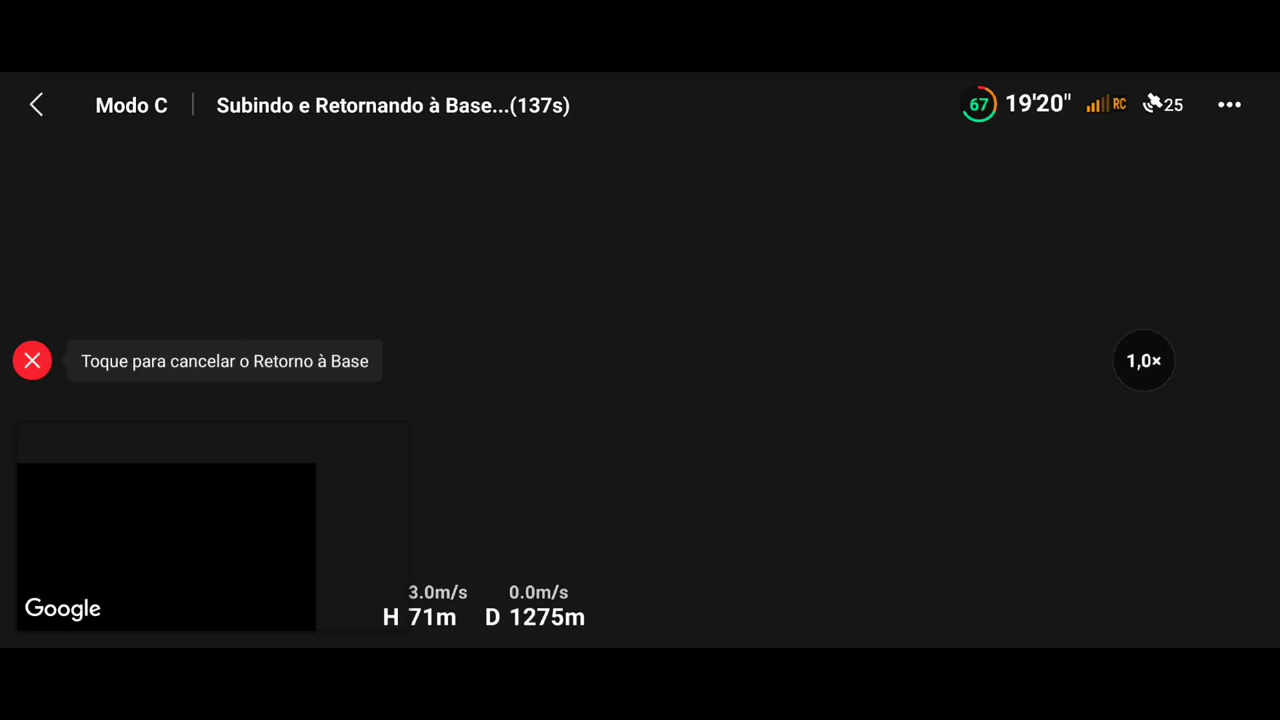 Modo C | Subindo e Retornando à Base...(137s) 67 19'20" RC 25
Toque para cancelar o Retorno à Base
1,0×
3.0m/s 0.0m/s
H 71m D 1275m
Google